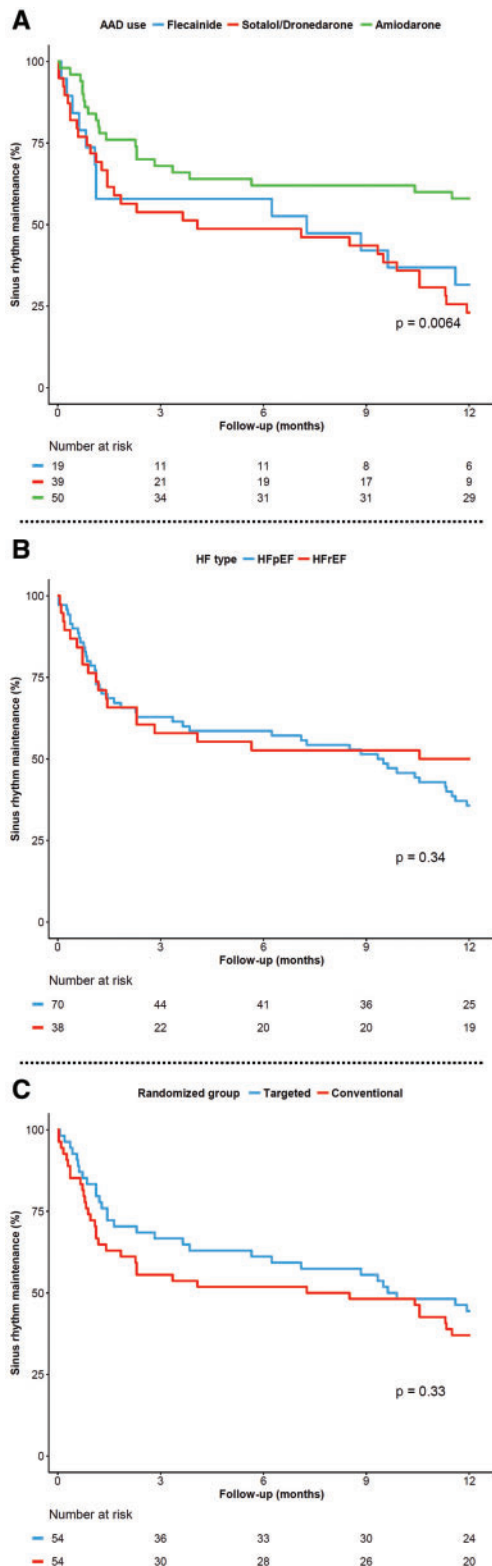 A
AAD use Flecainide Sotalol/Dronedarone Amiodarone
100
75
50
25
0
Sinus rhythm maintenance (%)
p = 0.0064
0 3 6 9 12
Follow-up (months)
Number at risk
19 11 11 8 6
39 21 19 17 9
50 34 31 31 29
B
HF type HFpEF HFrEF
100
75
50
25
0
Sinus rhythm maintenance (%)
p = 0.34
0 3 6 9 12
Follow-up (months)
Number at risk
70 44 41 36 25
38 22 20 20 19
C
Randomized group Targeted Conventional
100
75
50
25
0
Sinus rhythm maintenance (%)
p = 0.33
0 3 6 9 12
Follow-up (months)
Number at risk
54 36 33 30 24
54 30 28 26 20